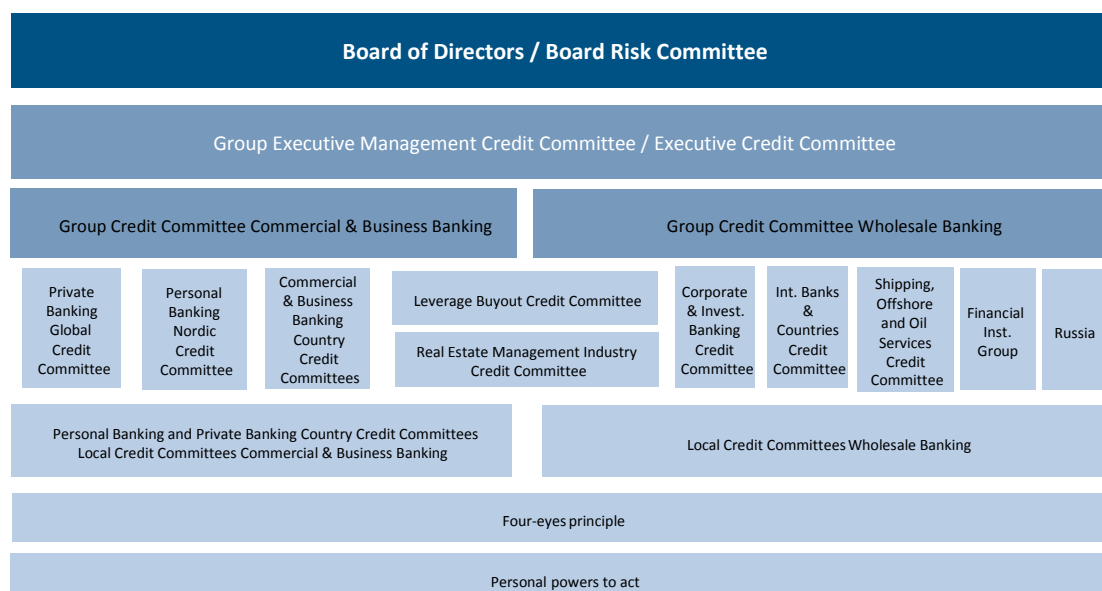 Board of Directors / Board Risk Committee
Group Executive Management Credit Committee / Executive Credit Committee
Group Credit Committee Commercial & Business Banking
Group Credit Committee Wholesale Banking
Private
Banking
Global
Credit
Committee
Personal
Banking
Nordic
Credit
Committee
Commercial
& Business
Banking
Country
Credit
Committees
Leverage Buyout Credit Committee
Real Estate Management Industry
Credit Committee
Corporate
& Invest.
Banking
Credit
Committee
Int. Banks
&
Countries
Credit
Committee
Shipping,
Offshore
and Oil
Services
Credit
Committee
Financial
Inst.
Group
Russia
Personal Banking and Private Banking Country Credit Committees
Local Credit Committees Commercial & Business Banking
Local Credit Committees Wholesale Banking
Four-eyes principle
Personal powers to act